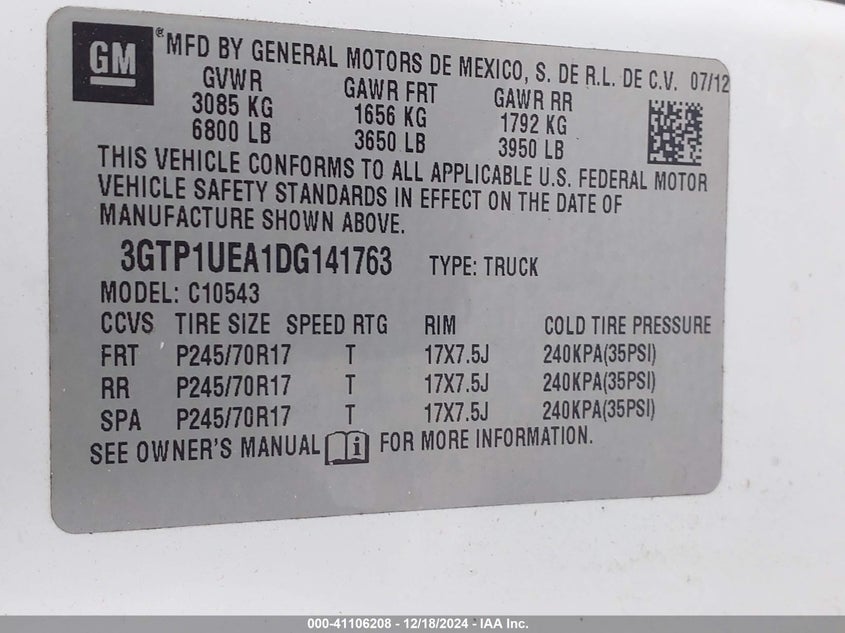 GM
® MFD BY GENERAL MOTORS DE MEXICO, S. DE R.L. DE C.V. 07/12
GVWR GAWR FRT GAWR RR
3085 KG 1656 KG 1792 KG
6800 LB 3650 LB 3950 LB
THIS VEHICLE CONFORMS TO ALL APPLICABLE U.S. FEDERAL MOTOR
VEHICLE SAFETY STANDARDS IN EFFECT ON THE DATE OF
MANUFACTURE SHOWN ABOVE.
3GTP1UEA1DG141763 TYPE: TRUCK
MODEL: C10543
CCVS TIRE SIZE SPEED RTG RIM COLD TIRE PRESSURE
FRT P245/70R17 T 17X7.5J 240KPA(35PSI)
RR P245/70R17 T 17X7.5J 240KPA(35PSI)
SPA P245/70R17 T 17X7.5J 240KPA(35PSI)
SEE OWNER'S MANUAL i FOR MORE INFORMATION.
000-41106208 - 12/18/2024 - IAA Inc.